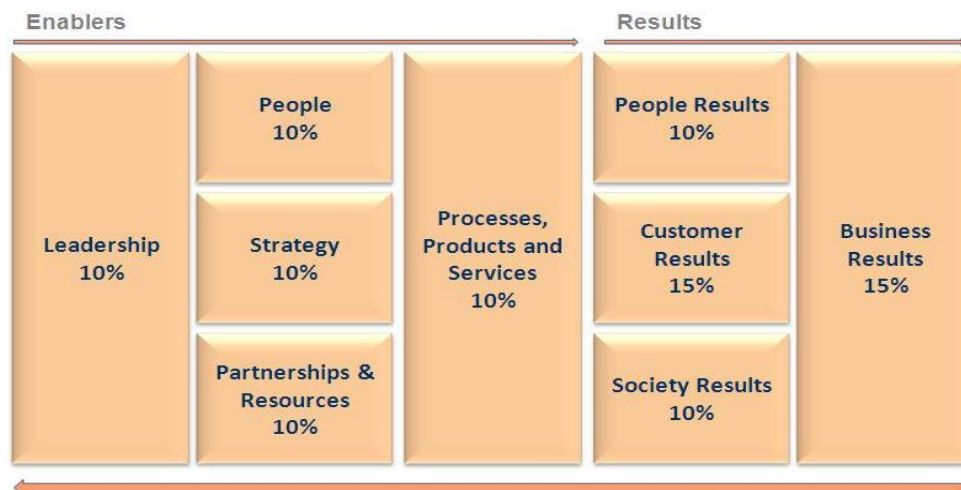 Enablers
Results
Leadership
10%
People
10%
Strategy
10%
Partnerships &
Resources
10%
Processes,
Products and
Services
10%
People Results
10%
Customer
Results
15%
Society Results
10%
Business
Results
15%